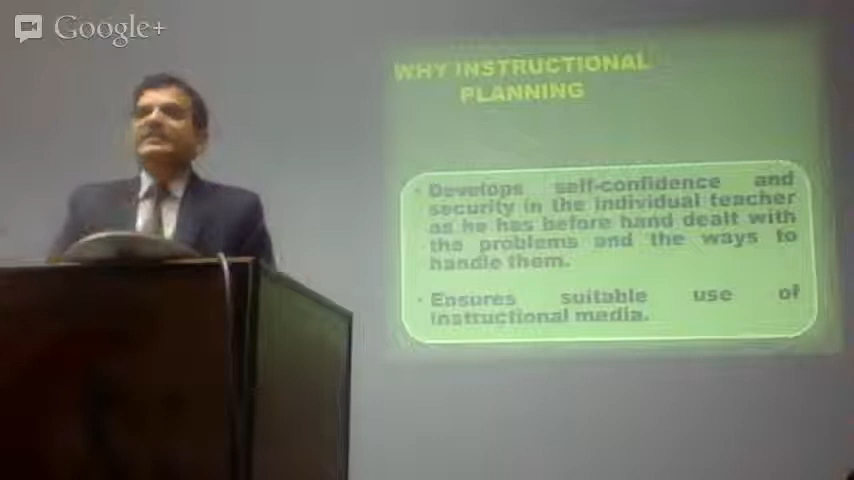 Google+
WHY INSTRUCTIONAL
PLANNING
• Develops self-confidence and
security in the individual teacher
as he has before hand dealt with
the problems and the ways to
handle them.
• Ensures suitable use of
instructional media.